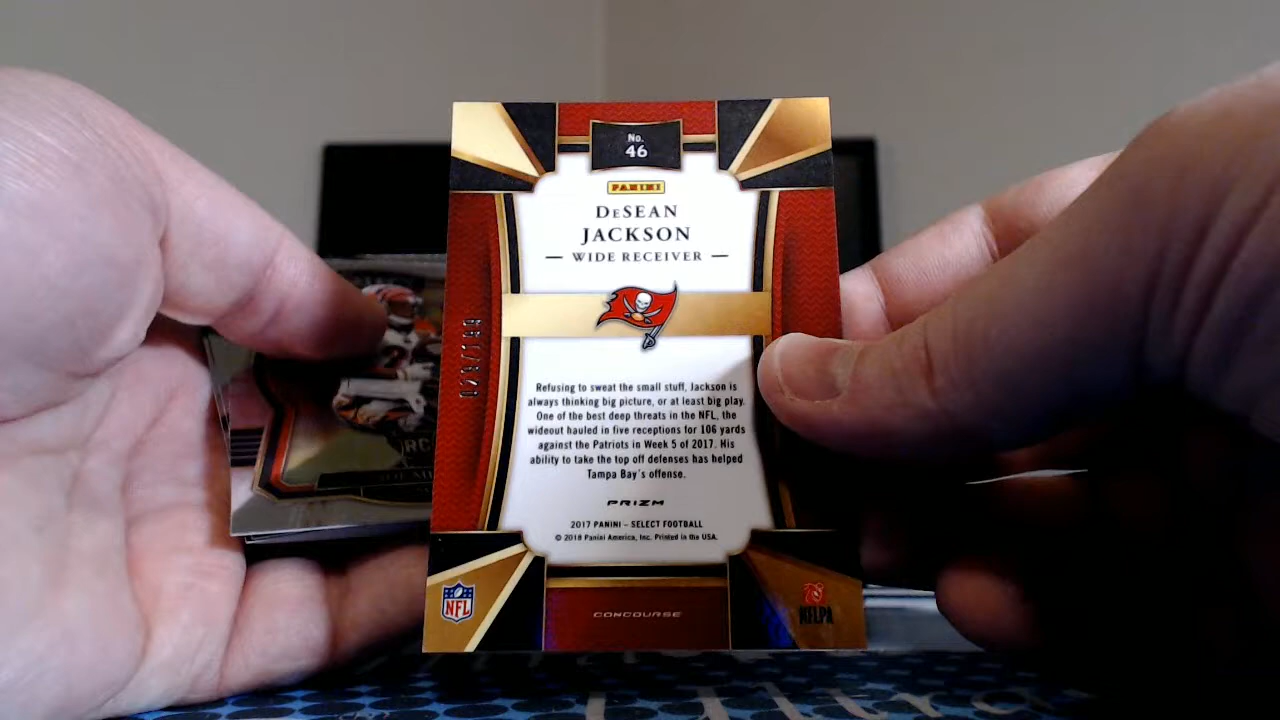 No.
46
PANINI
DeSEAN
JACKSON
— WIDE RECEIVER —
Refusing to sweat the small stuff, Jackson is
always thinking big picture, or at least big play.
One of the best deep threats in the NFL, the
wideout hauled in five receptions for 106 yards
against the Patriots in Week 5 of 2017. His
ability to take the top off defenses has helped
Tampa Bay's offense.
PRIZM
2017 PANINI – SELECT FOOTBALL
© 2018 Panini America, Inc. Printed in the USA.
NFL
NFLPA
CONCOURSE